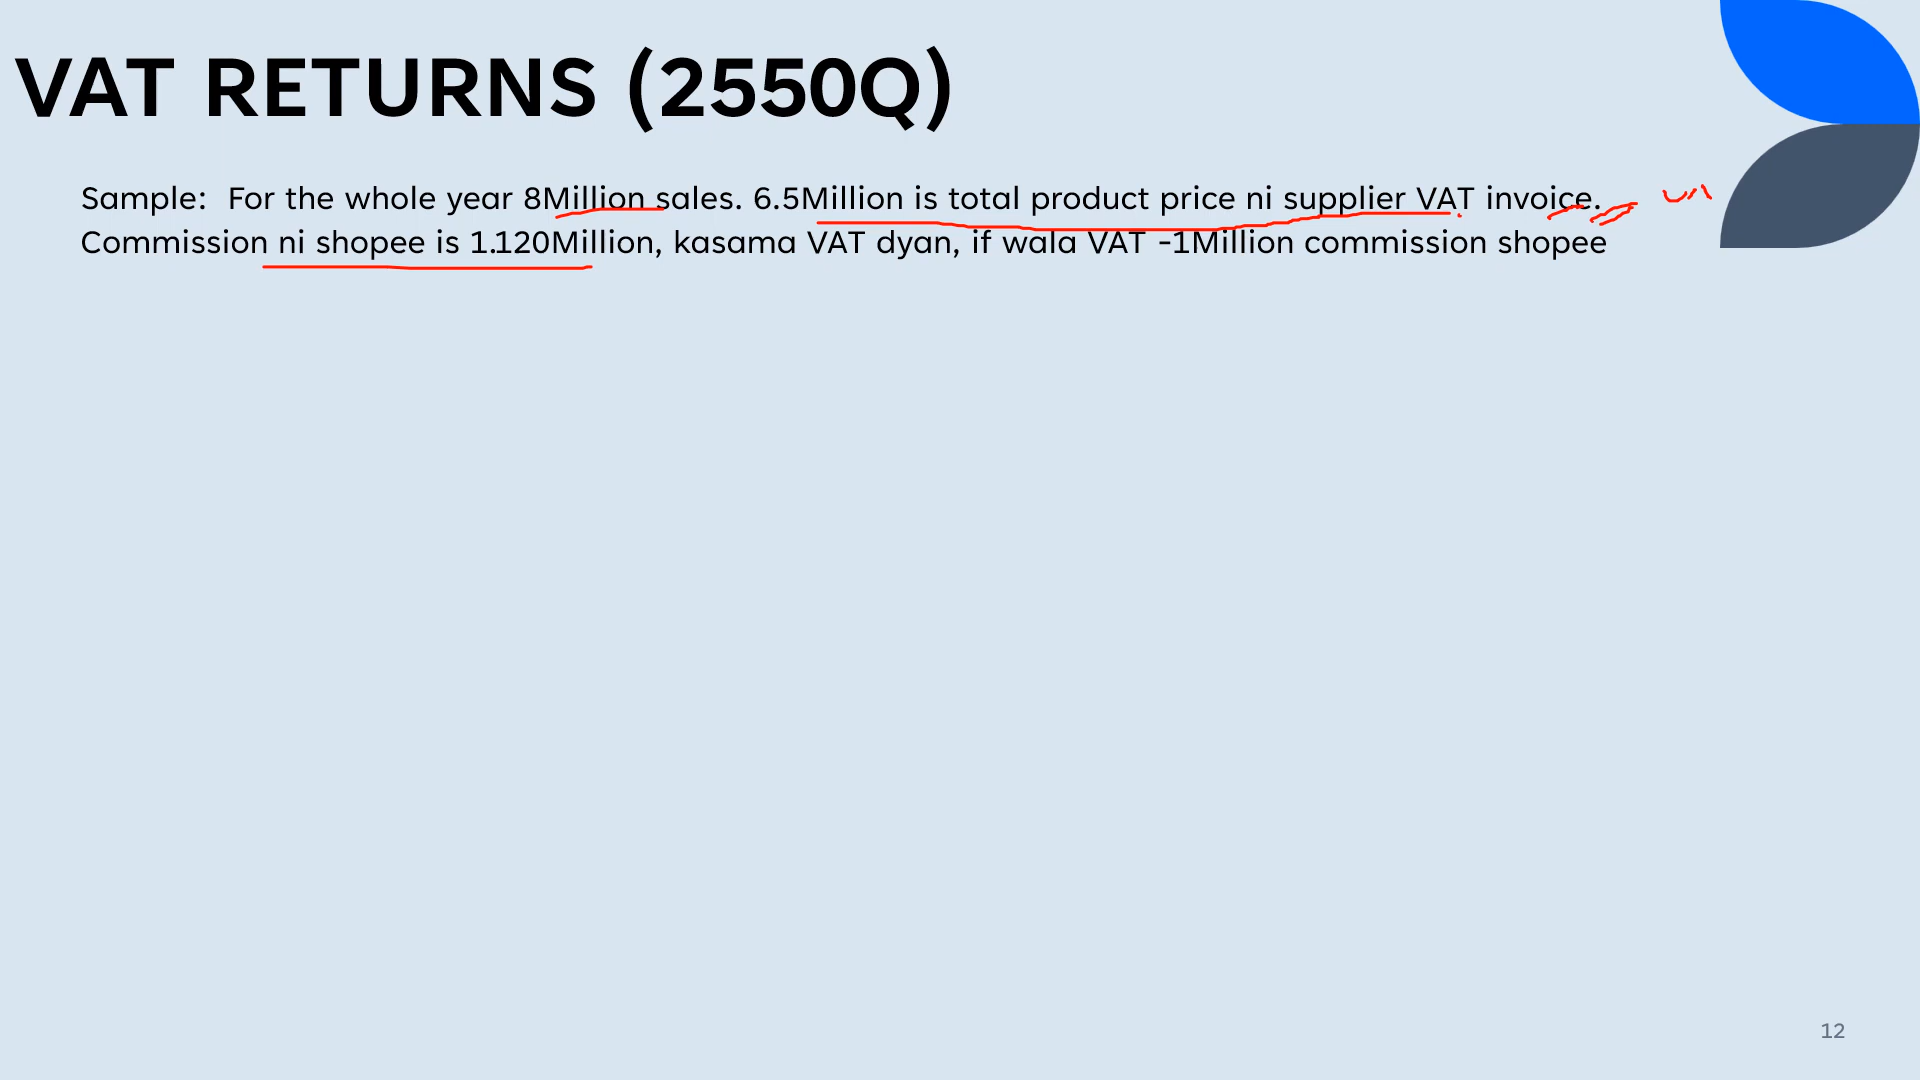 VAT RETURNS (2550Q)
Sample: For the whole year 8Million sales. 6.5Million is total product price ni supplier VAT invoice.
Commission ni shopee is 1.120Million, kasama VAT dyan, if wala VAT -1Million commission shopee
12